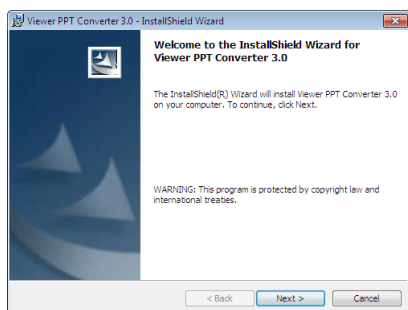 Viewer PPT Converter 3.0 - InstallShield Wizard
Welcome to the InstallShield Wizard for
Viewer PPT Converter 3.0
The InstallShield(R) Wizard will install Viewer PPT Converter 3.0
on your computer. To continue, click Next.
WARNING: This program is protected by copyright law and
international treaties.
< Back Next > Cancel